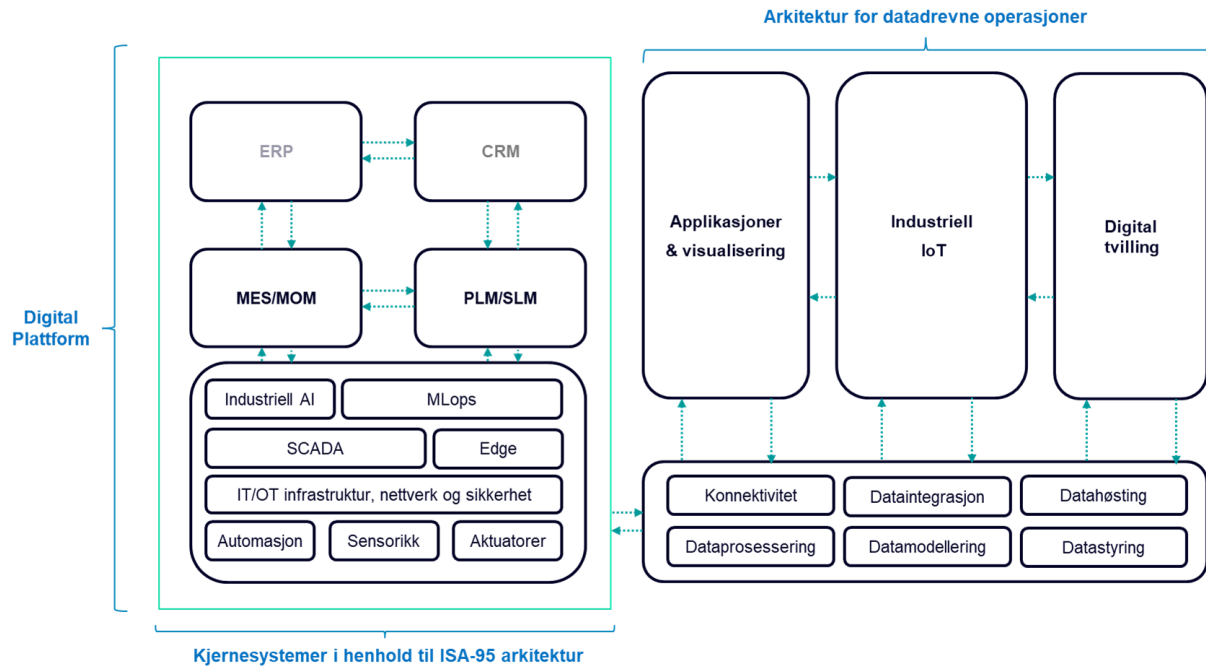 Arkitektur for datadrevne operasjoner
Digital
Plattform
ERP
CRM
MES/MOM
PLM/SLM
Industriell AI
MLops
SCADA
Edge
IT/OT infrastruktur, nettverk og sikkerhet
Automasjon
Sensorikk
Aktuatorer
Kjernesystemer i henhold til ISA-95 arkitektur
Applikasjoner
& visualisering
Industriell
IoT
Digital
tvilling
Konnektivitet
Dataintegrasjon
Datahøsting
Dataprosessering
Datamodellering
Datastyring